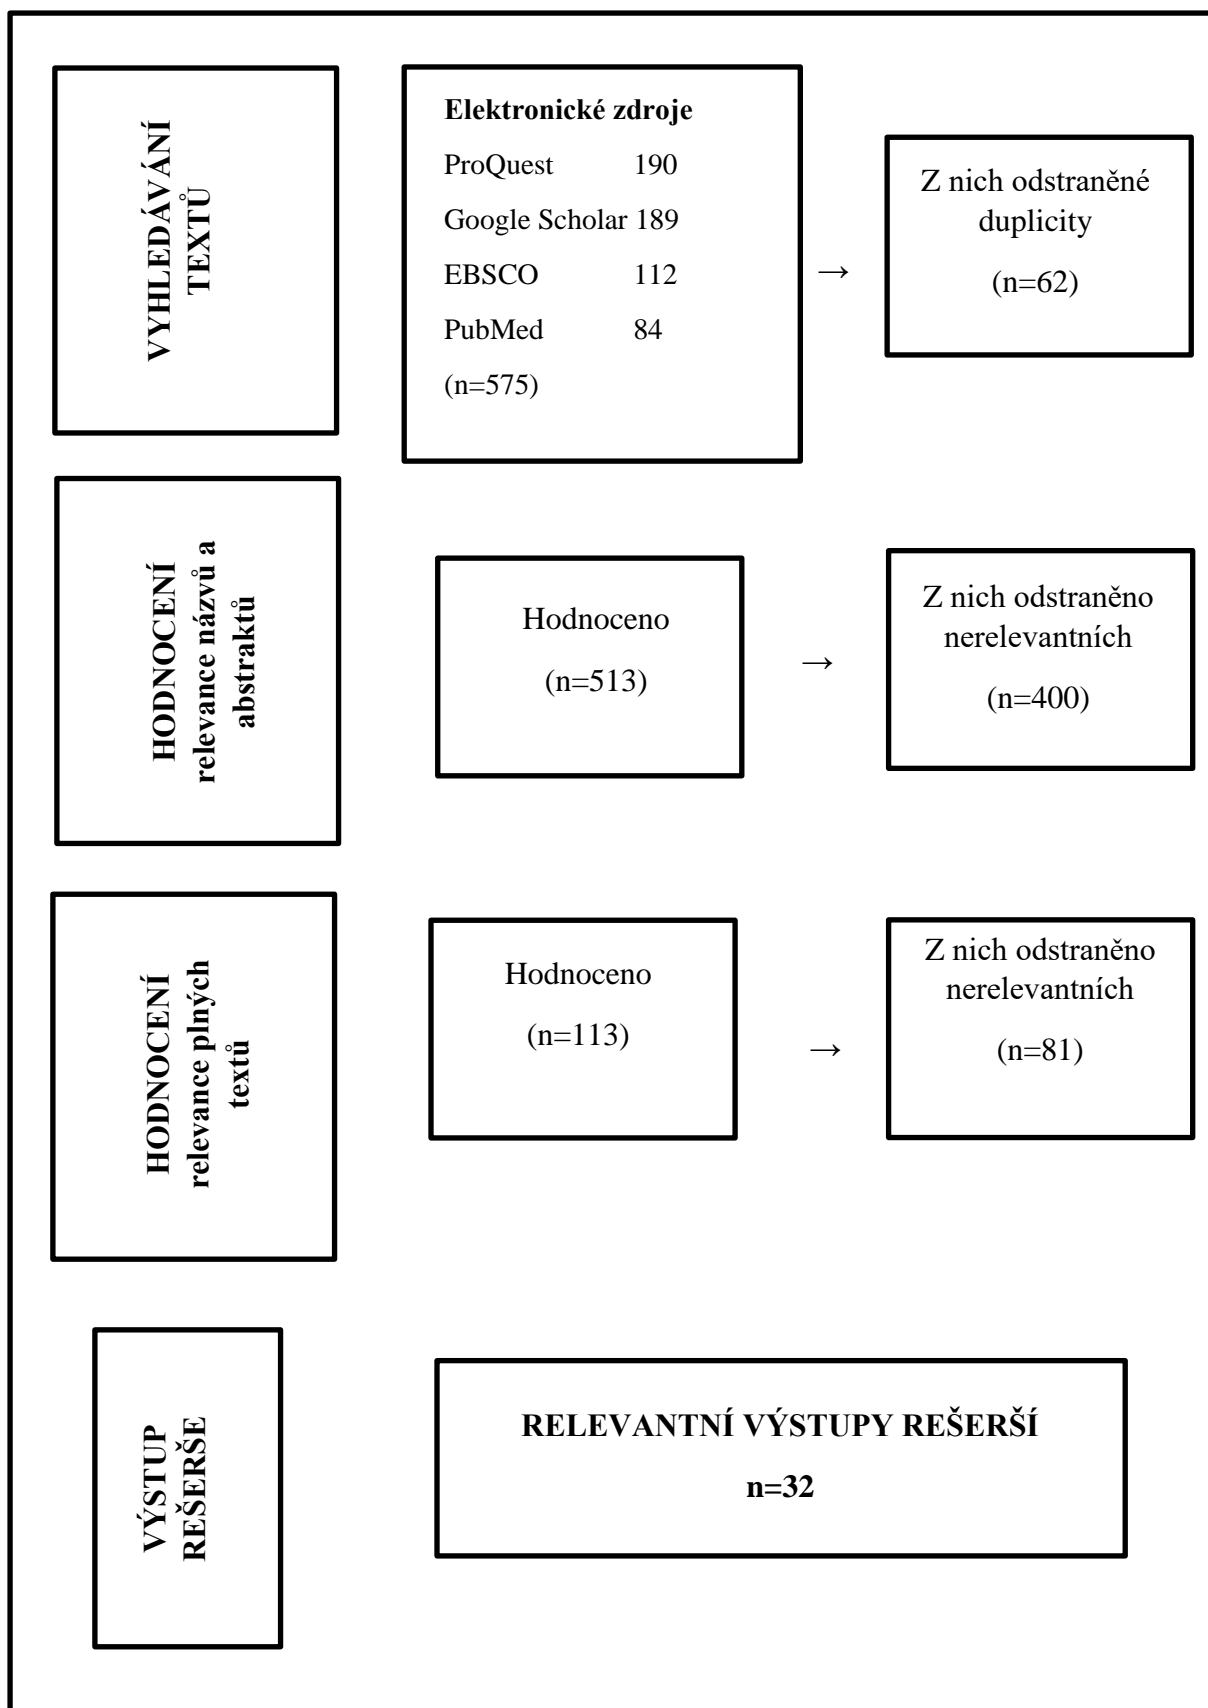 VYHLEDÁVÁNÍ
TEXTŮ
Elektronické zdroje
ProQuest 190
Google Scholar 189
EBSCO 112
PubMed 84
(n=575)
→
Z nich odstraněné
duplicity
(n=62)
HODNOCENÍ
relevance názvů a
abstraktů
Hodnoceno
(n=513)
→
Z nich odstraněno
nerelevantních
(n=400)
HODNOCENÍ
relevance plných
textů
Hodnoceno
(n=113)
→
Z nich odstraněno
nerelevantních
(n=81)
VÝSTUP
REŠERŠE
RELEVANTNÍ VÝSTUPY REŠERŠÍ
n=32